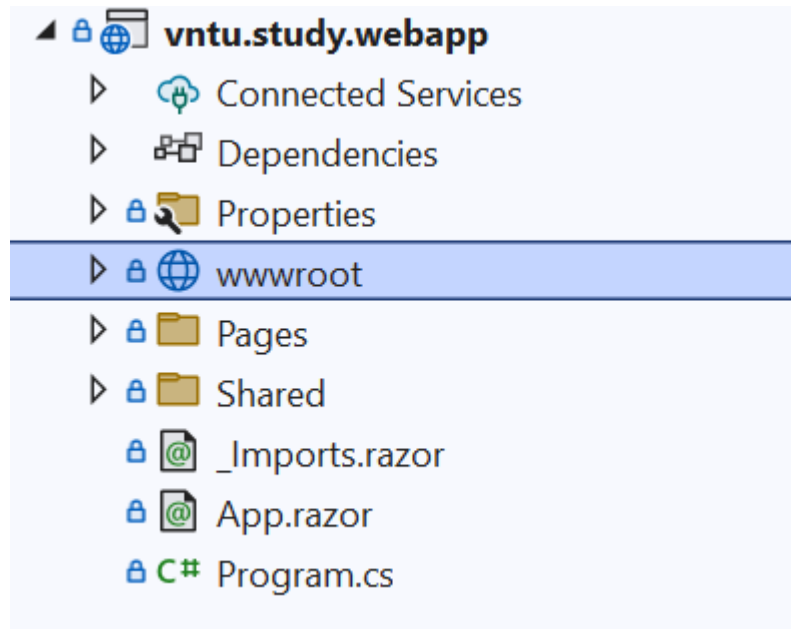 vntu.study.webapp
Connected Services
Dependencies
Properties
wwwroot
Pages
Shared
@ _Imports.razor
@ App.razor
C# Program.cs